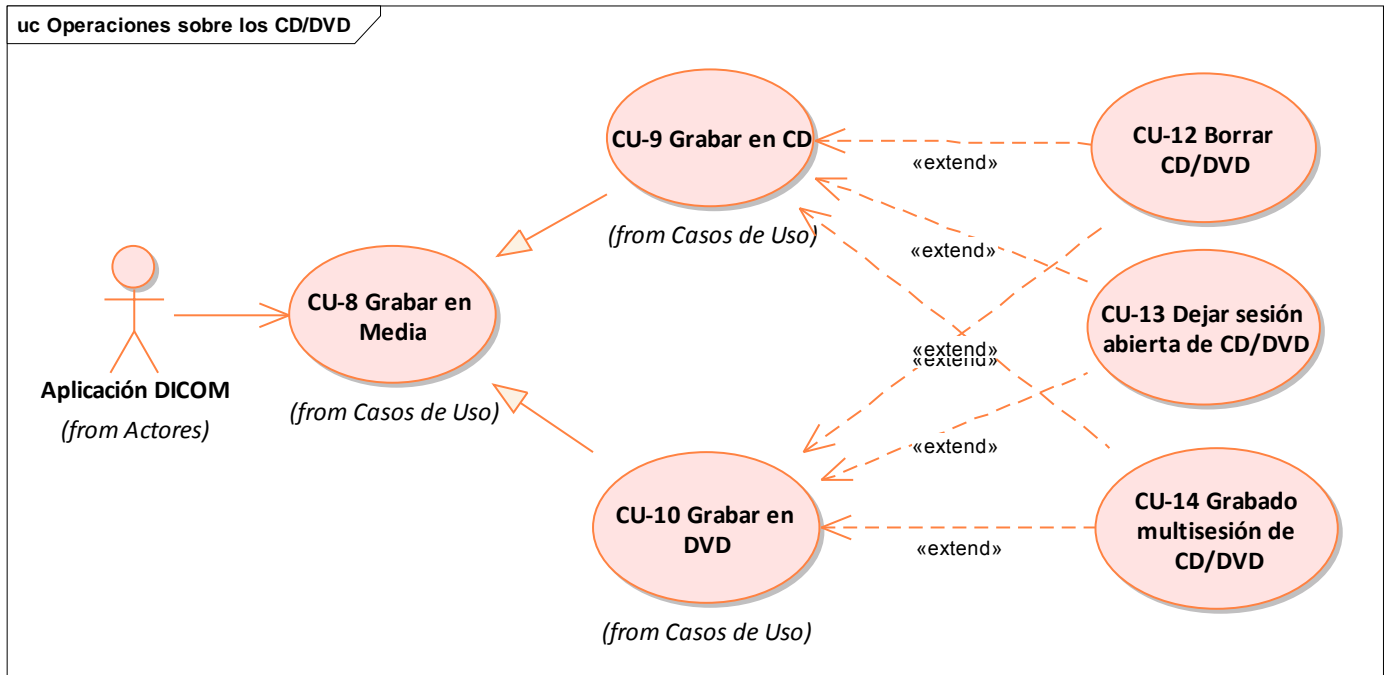 uc Operaciones sobre los CD/DVD
CU-9 Grabar en CD
(from Casos de Uso)
CU-12 Borrar
CD/DVD
«extend»
«extend»
CU-8 Grabar en
Media
(from Casos de Uso)
Aplicación DICOM
(from Actores)
CU-13 Dejar sesión
abierta de CD/DVD
«extend»
«extend»
«extend»
CU-10 Grabar en
DVD
(from Casos de Uso)
«extend»
CU-14 Grabado
multisesión de
CD/DVD